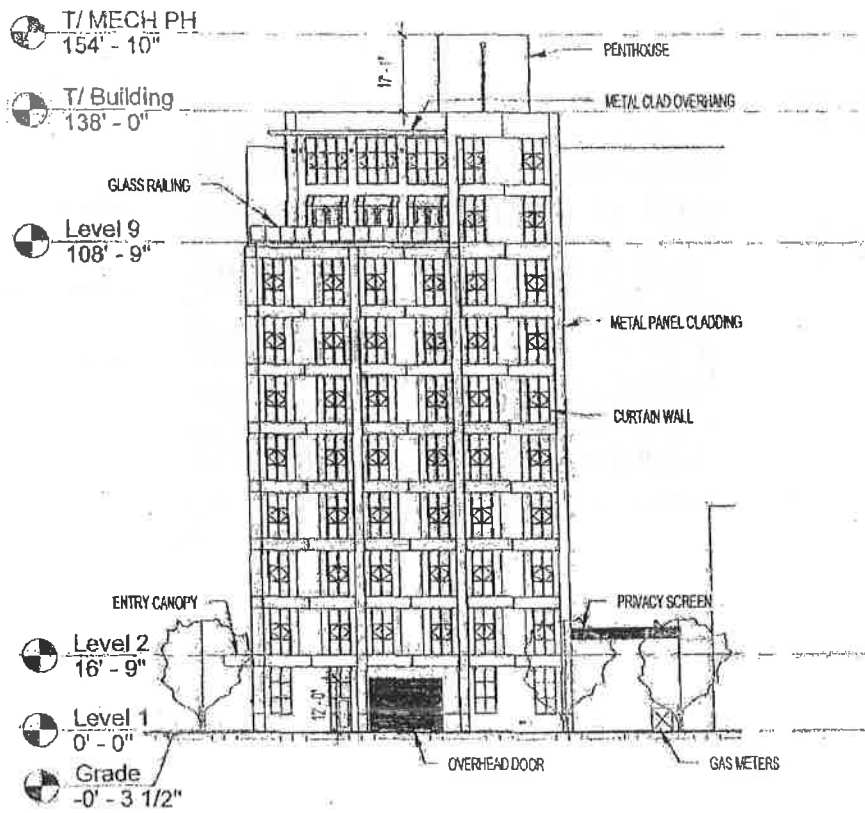 T/ MECH PH
154' - 10"
PENTHOUSE
17'-1"
T/ Building
138' - 0"
METAL CLAD OVERHANG
GLASS RAILING
Level 9
108' - 9"
METAL PANEL CLADDING
CURTAIN WALL
ENTRY CANOPY
PRIVACY SCREEN
Level 2
16' - 9"
12'-0"
Level 1
0' - 0"
OVERHEAD DOOR
GAS METERS
Grade
-0' - 3 1/2"